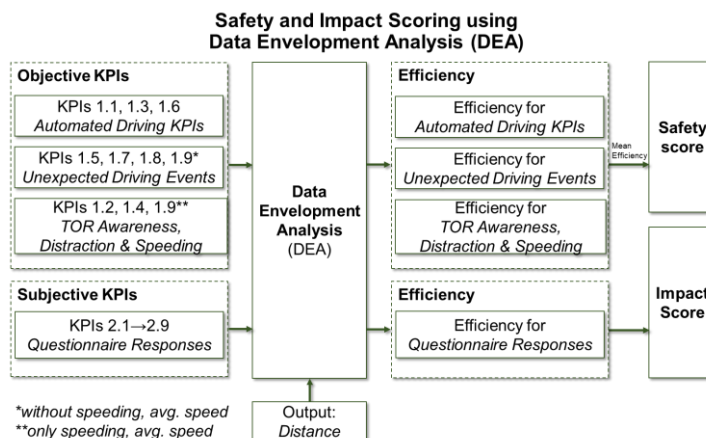 Safety and Impact Scoring using
Data Envelopment Analysis (DEA)
Objective KPIs
KPIs 1.1, 1.3, 1.6
Automated Driving KPIs
KPIs 1.5, 1.7, 1.8, 1.9*
Unexpected Driving Events
KPIs 1.2, 1.4, 1.9**
TOR Awareness,
Distraction & Speeding
Subjective KPIs
KPIs 2.1→2.9
Questionnaire Responses
*without speeding, avg. speed
**only speeding, avg. speed
Data
Envelopment
Analysis
(DEA)
Output:
Distance
Efficiency
Efficiency for
Automated Driving KPIs
Efficiency for
Unexpected Driving Events
Efficiency for
TOR Awareness,
Distraction & Speeding
Efficiency
Efficiency for
Questionnaire Responses
Mean
Efficiency
Safety
score
Impact
Score